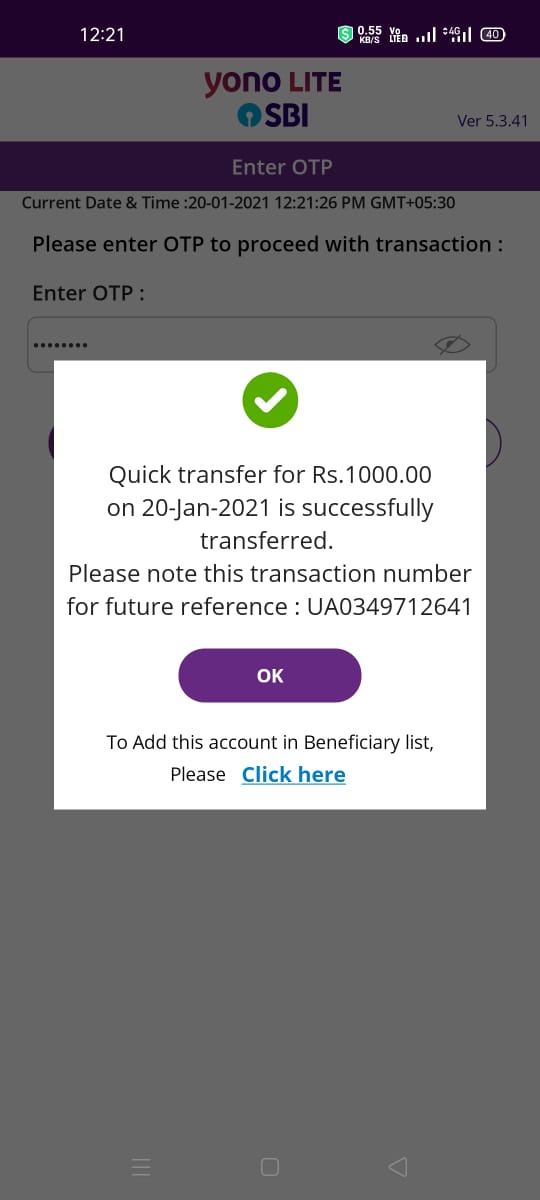 12:21
0.55
KB/S
Vo
LTE
4G
40
yono LITE
SBI
Ver 5.3.41
Enter OTP
Current Date & Time :20-01-2021 12:21:26 PM GMT+05:30
Please enter OTP to proceed with transaction :
Enter OTP :
••••••••
Quick transfer for Rs.1000.00
on 20-Jan-2021 is successfully
transferred.
Please note this transaction number
for future reference : UA0349712641
OK
To Add this account in Beneficiary list,
Please Click here